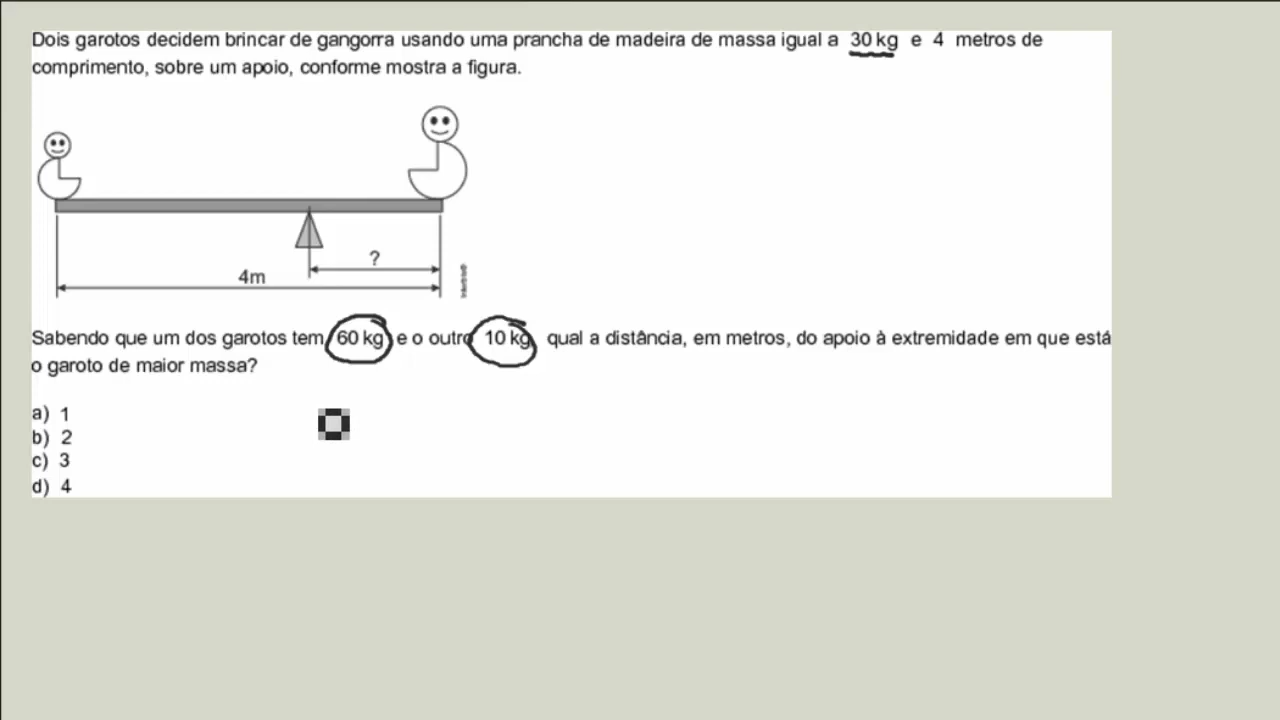 Dois garotos decidem brincar de gangorra usando uma prancha de madeira de massa igual a 30 kg e 4 metros de
comprimento, sobre um apoio, conforme mostra a figura.
?
4m
Sabendo que um dos garotos tem 60 kg e o outro 10 kg qual a distância, em metros, do apoio à extremidade em que está
o garoto de maior massa?
a) 1
b) 2
c) 3
d) 4